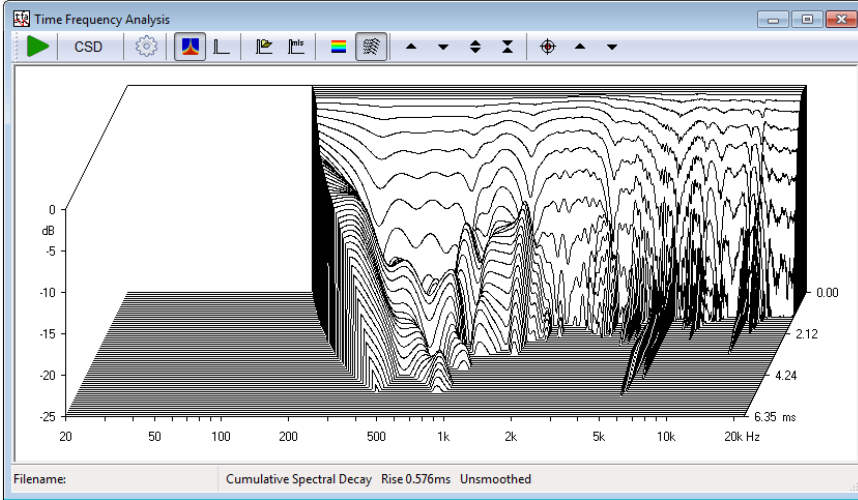 Time Frequency Analysis
CSD
mls
0
dB
-5
-10
-15
-20
-25
0.00
2.12
4.24
6.35 ms
20 50 100 200 500 1k 2k 5k 10k 20k Hz
Filename: Cumulative Spectral Decay Rise 0.576ms Unsmoothed